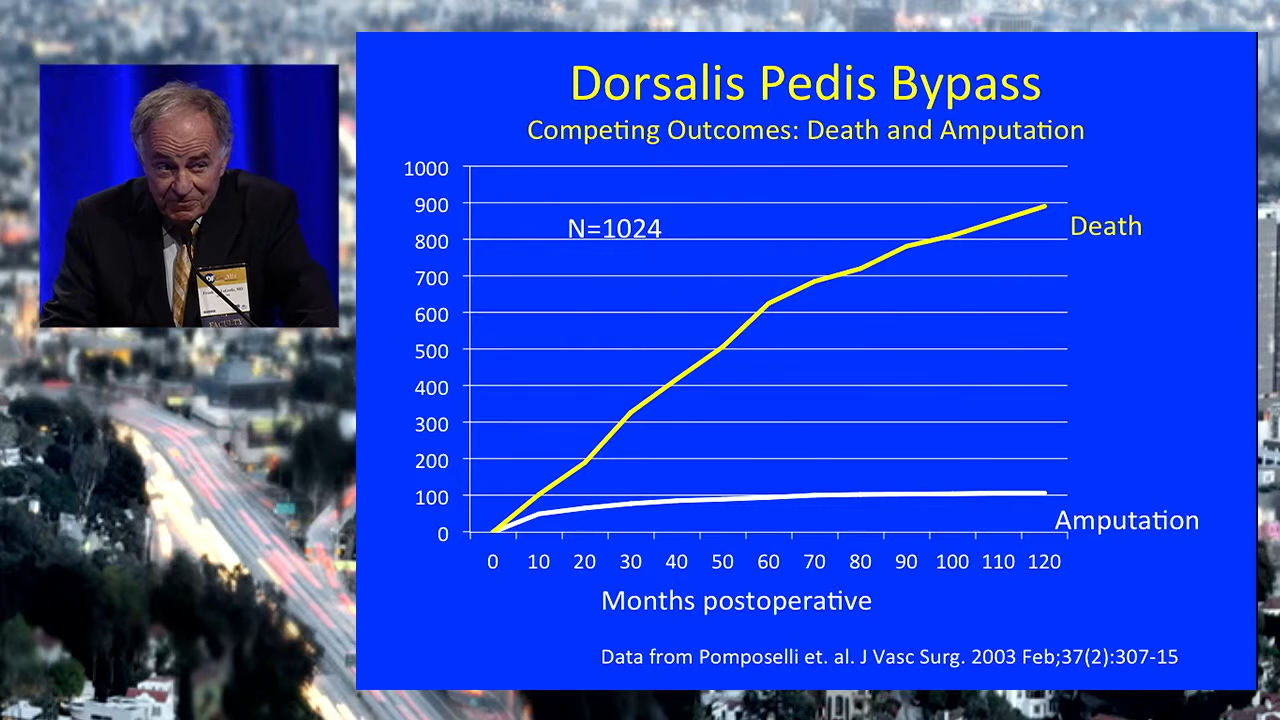 Dorsalis Pedis Bypass
Competing Outcomes: Death and Amputation
1000
900
800
700
600
500
400
300
200
100
0
N=1024
Death
Amputation
0 10 20 30 40 50 60 70 80 90 100 110 120
Months postoperative
Data from Pomposelli et. al. J Vasc Surg. 2003 Feb;37(2):307-15
FACULTY